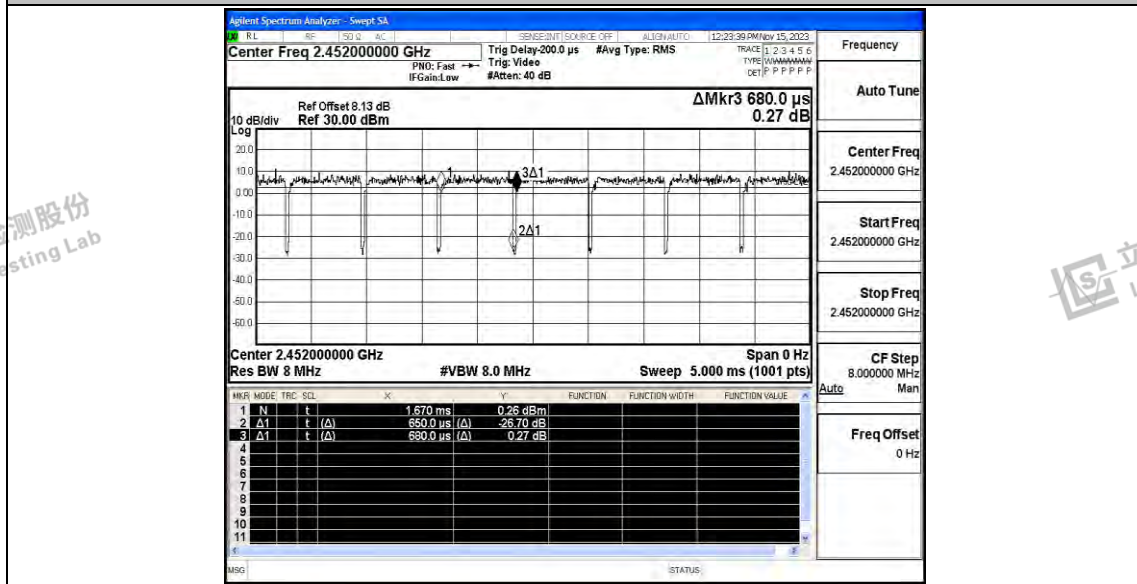 Agilent Spectrum Analyzer - Swept SA
RL RF 50 Ω AC SENSE:INT SOURCE OFF ALIGN AUTO 12:23:39 PM Nov 15, 2023
Center Freq 2.452000000 GHz
PNO: Fast
IFGain:Low
Trig Delay-200.0 µs #Avg Type: RMS
Trig: Video
#Atten: 40 dB
TRACE 1 2 3 4 5 6
TYPE WWWWWW
DET P P P P P P
ΔMkr3 680.0 µs
0.27 dB
Ref Offset 8.13 dB
10 dB/div Ref 30.00 dBm
Log
20.0
10.0
0.00
-10.0
-20.0
-30.0
-40.0
-50.0
-60.0
1
3Δ1
2Δ1
Center 2.452000000 GHz Span 0 Hz
Res BW 8 MHz #VBW 8.0 MHz Sweep 5.000 ms (1001 pts)
MKR MODE TRC SCL X Y FUNCTION FUNCTION WIDTH FUNCTION VALUE
1 N t 1.670 ms 0.26 dBm
2 Δ1 t (Δ) 650.0 µs (Δ) -26.70 dB
3 Δ1 t (Δ) 680.0 µs (Δ) 0.27 dB
4
5
6
7
8
9
10
11
MSG STATUS
Frequency
Auto Tune
Center Freq
2.452000000 GHz
Start Freq
2.452000000 GHz
Stop Freq
2.452000000 GHz
CF Step
8.000000 MHz
Auto Man
Freq Offset
0 Hz
检测股份
esting Lab
立